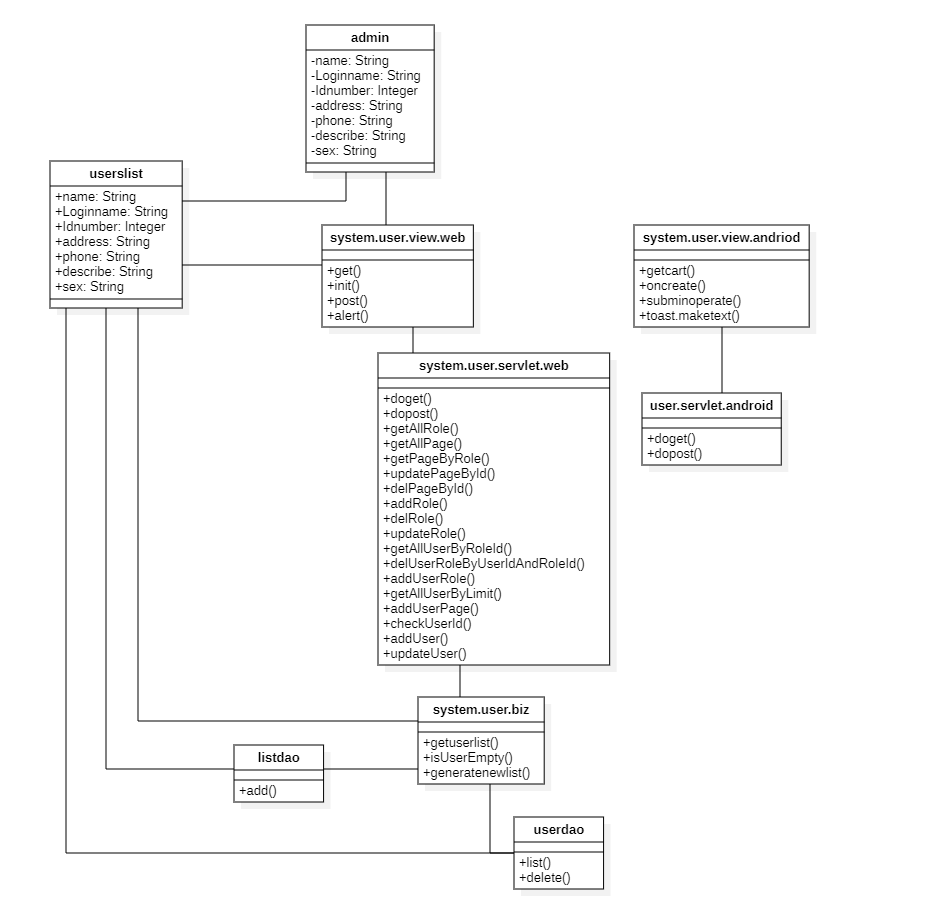 admin
-name: String
-Loginname: String
-Idnumber: Integer
-address: String
-phone: String
-describe: String
-sex: String
userslist
+name: String
+Loginname: String
+Idnumber: Integer
+address: String
+phone: String
+describe: String
+sex: String
system.user.view.web
+get()
+init()
+post()
+alert()
system.user.view.andriod
+getcart()
+oncreate()
+subminoperate()
+toast.maketext()
system.user.servlet.web
+doget()
+dopost()
+getAllRole()
+getAllPage()
+getPageByRole()
+updatePageById()
+delPageById()
+addRole()
+delRole()
+updateRole()
+getAllUserByRoleId()
+delUserRoleByUserIdAndRoleId()
+addUserRole()
+getAllUserByLimit()
+addUserPage()
+checkUserId()
+addUser()
+updateUser()
user.servlet.android
+doget()
+dopost()
system.user.biz
+getuserlist()
+isUserEmpty()
+generatenewlist()
listdao
+add()
userdao
+list()
+delete()